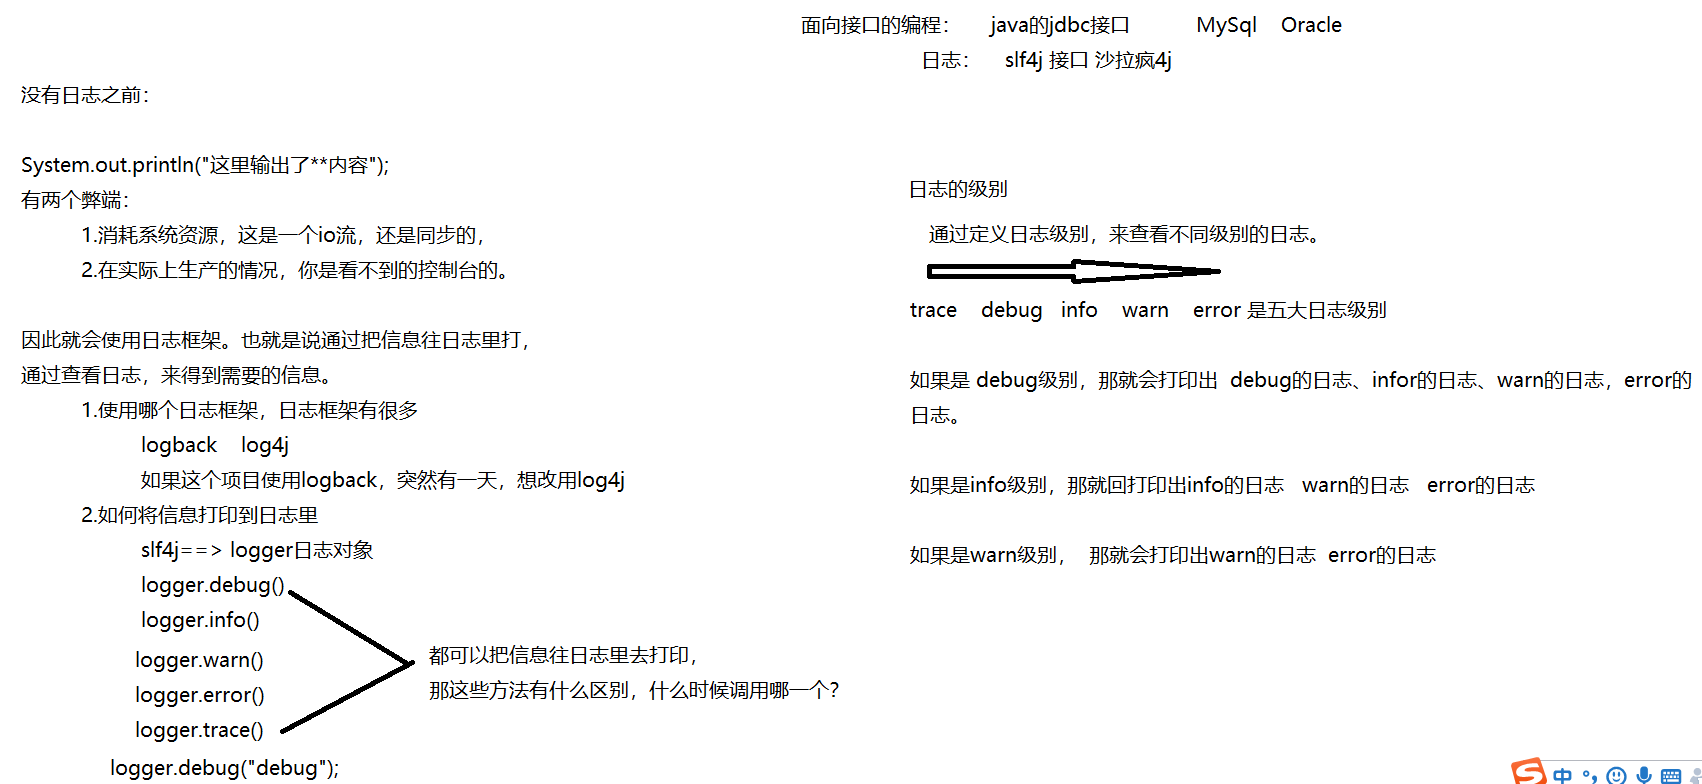 面向接口的编程： java的jdbc接口 MySql Oracle
日志： slf4j 接口 沙拉疯4j
没有日志之前：
System.out.println("这里输出了**内容");
有两个弊端：
1.消耗系统资源，这是一个io流，还是同步的，
2.在实际上生产的情况，你是看不到的控制台的。
因此就会使用日志框架。也就是说通过把信息往日志里打，
通过查看日志，来得到需要的信息。
1.使用哪个日志框架，日志框架有很多
logback log4j
如果这个项目使用logback，突然有一天，想改用log4j
2.如何将信息打印到日志里
slf4j==> logger日志对象
logger.debug()
logger.info()
logger.warn()
logger.error()
logger.trace()
都可以把信息往日志里去打印，
那这些方法有什么区别，什么时候调用哪一个？
logger.debug("debug");
日志的级别
通过定义日志级别，来查看不同级别的日志。
trace debug info warn error 是五大日志级别
如果是 debug级别，那就会打印出 debug的日志、infor的日志、warn的日志，error的
日志。
如果是info级别，那就回打印出info的日志 warn的日志 error的日志
如果是warn级别， 那就会打印出warn的日志 error的日志
S 中